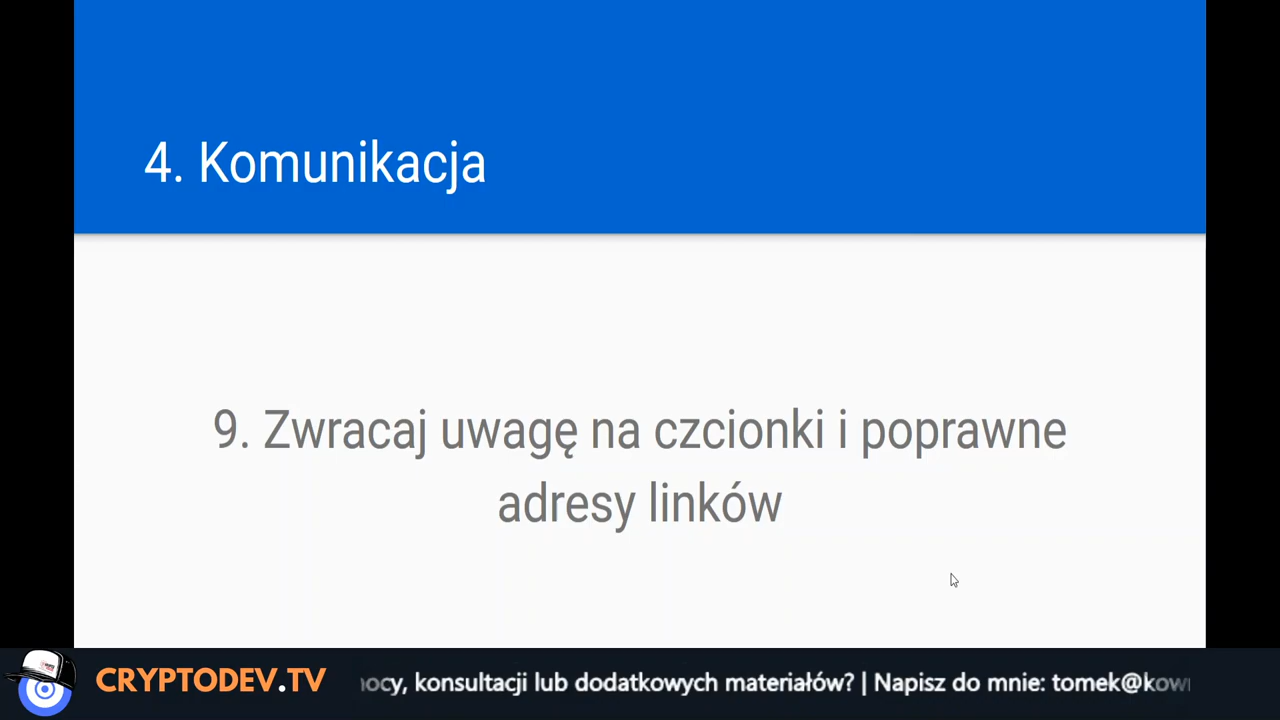 4. Komunikacja
9. Zwracaj uwagę na czcionki i poprawne
adresy linków
CRYPTODEV.TV
konsultacji lub dodatkowych materiałów? | Napisz do mnie: